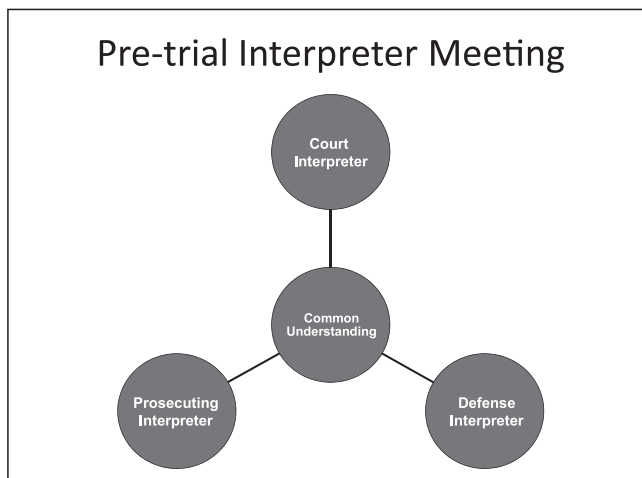 Pre-trial Interpreter Meeting
Court
Interpreter
Common
Understanding
Prosecuting
Interpreter
Defense
Interpreter